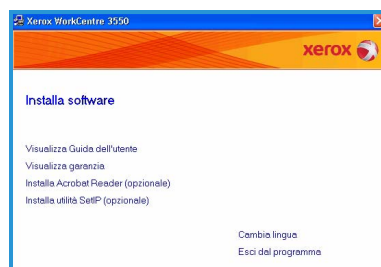 Xerox WorkCentre 3550
xerox
Installa software
Visualizza Guida dell'utente
Visualizza garanzia
Installa Acrobat Reader (opzionale)
Installa utilità SetIP (opzionale)
Cambia lingua
Esci dal programma